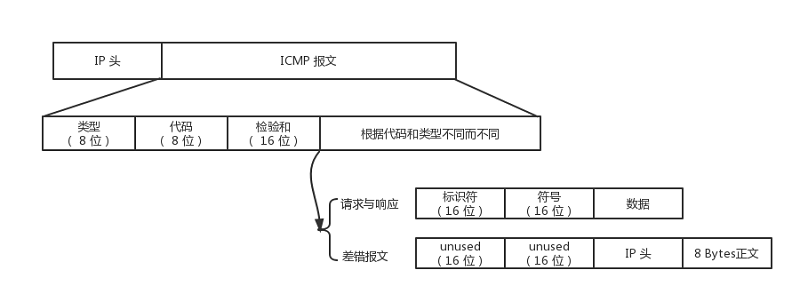 IP 头
ICMP 报文
类型
（ 8 位）
代码
（ 8 位）
检验和
（ 16 位）
根据代码和类型不同而不同
请求与响应
标识符
（16 位）
符号
（16 位）
数据
差错报文
unused
（16 位）
unused
（16 位）
IP 头
8 Bytes正文